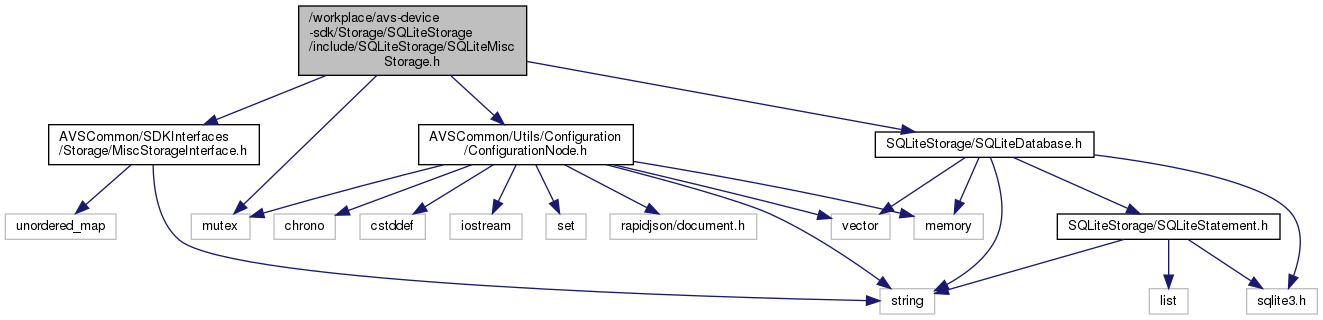 /workplace/avs-device
-sdk/Storage/SQLiteStorage
/include/SQLiteStorage/SQLiteMisc
Storage.h
AVSCommon/SDKInterfaces
/Storage/MiscStorageInterface.h
AVSCommon/Utils/Configuration
/ConfigurationNode.h
SQLiteStorage/SQLiteDatabase.h
unordered_map
mutex
chrono
cstddef
iostream
set
rapidjson/document.h
vector
memory
SQLiteStorage/SQLiteStatement.h
string
list
sqlite3.h